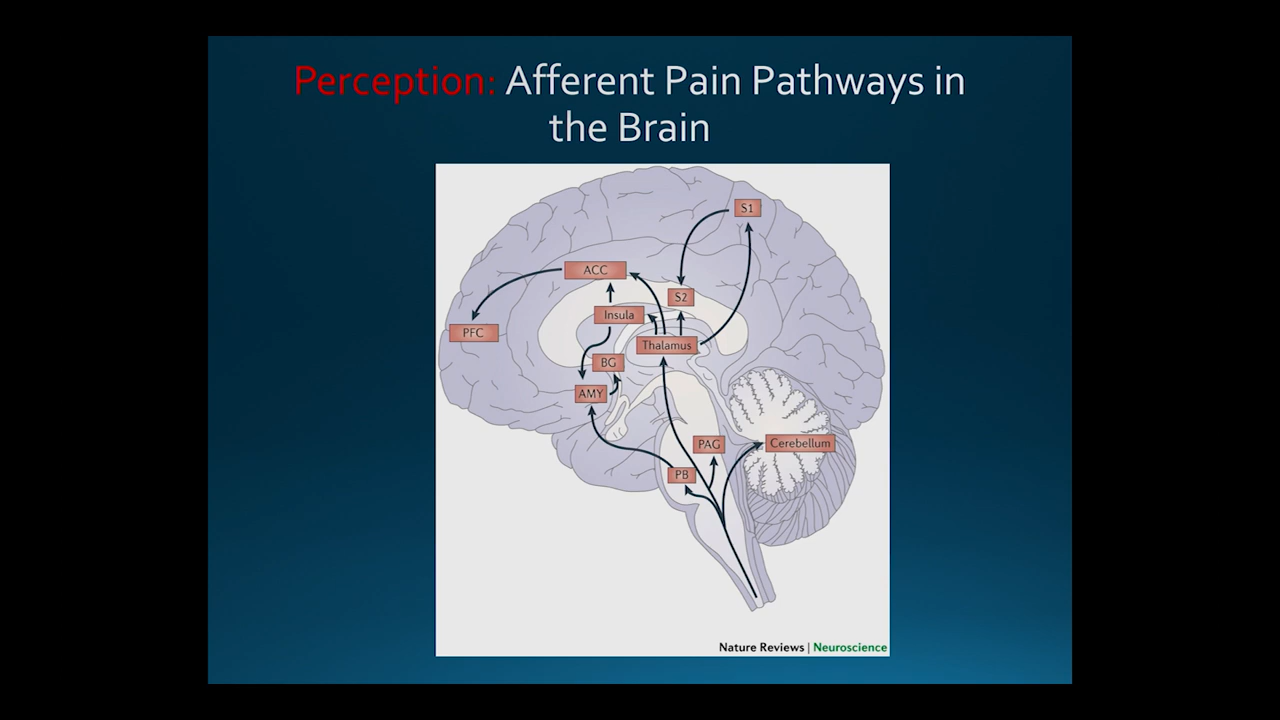 Perception: Afferent Pain Pathways in
the Brain
S1
ACC
S2
Insula
PFC
Thalamus
BG
AMY
PAG
Cerebellum
PB
Nature Reviews | Neuroscience